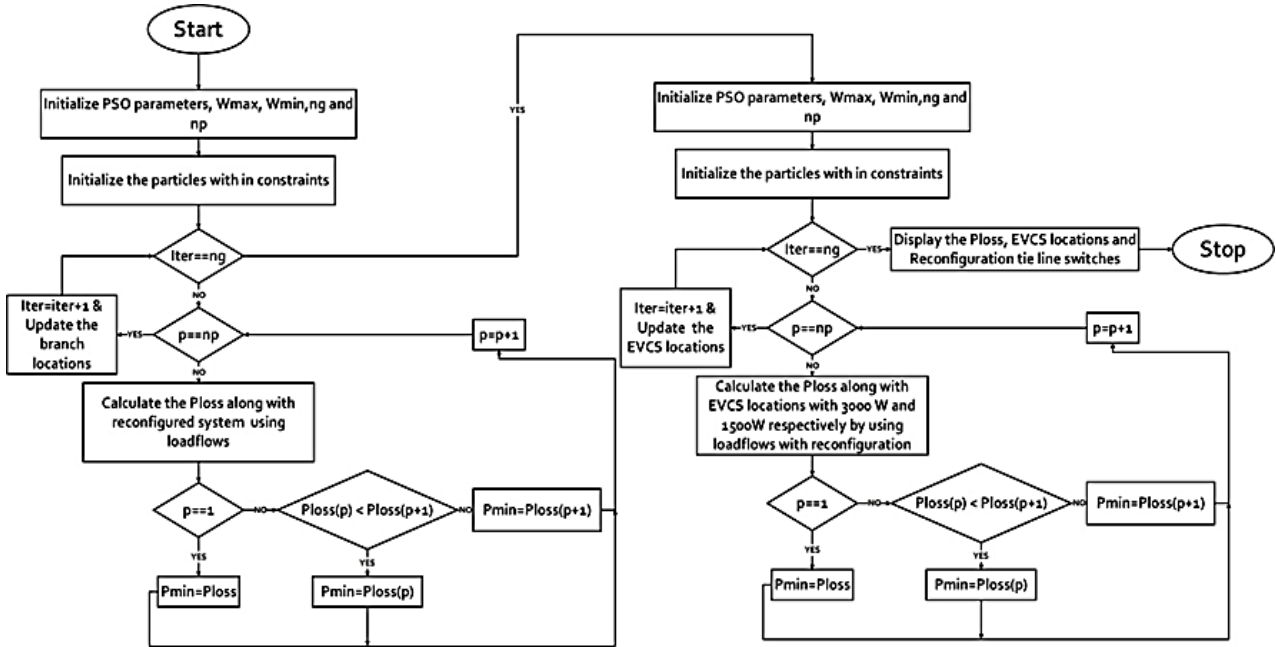 Start
Initialize PSO parameters, Wmax, Wmin,ng and
np
Initialize the particles with in constraints
Iter==ng
YES
NO
Iter=iter+1 &
Update the
branch
locations
YES
p==np
p=p+1
NO
Calculate the Ploss along with
reconfigured system using
loadflows
p==1
NO
Ploss(p) < Ploss(p+1)
NO
Pmin=Ploss(p+1)
YES
YES
Pmin=Ploss
Pmin=Ploss(p)
Initialize PSO parameters, Wmax, Wmin,ng and
np
Initialize the particles with in constraints
Iter==ng
YES
Display the Ploss, EVCS locations and
Reconfiguration tie line switches
Stop
NO
Iter=iter+1 &
Update the
EVCS locations
YES
p==np
p=p+1
NO
Calculate the Ploss along with
EVCS locations with 3000 W and
1500W respectively by using
loadflows with reconfiguration
p==1
NO
Ploss(p) < Ploss(p+1)
NO
Pmin=Ploss(p+1)
YES
YES
Pmin=Ploss
Pmin=Ploss(p)